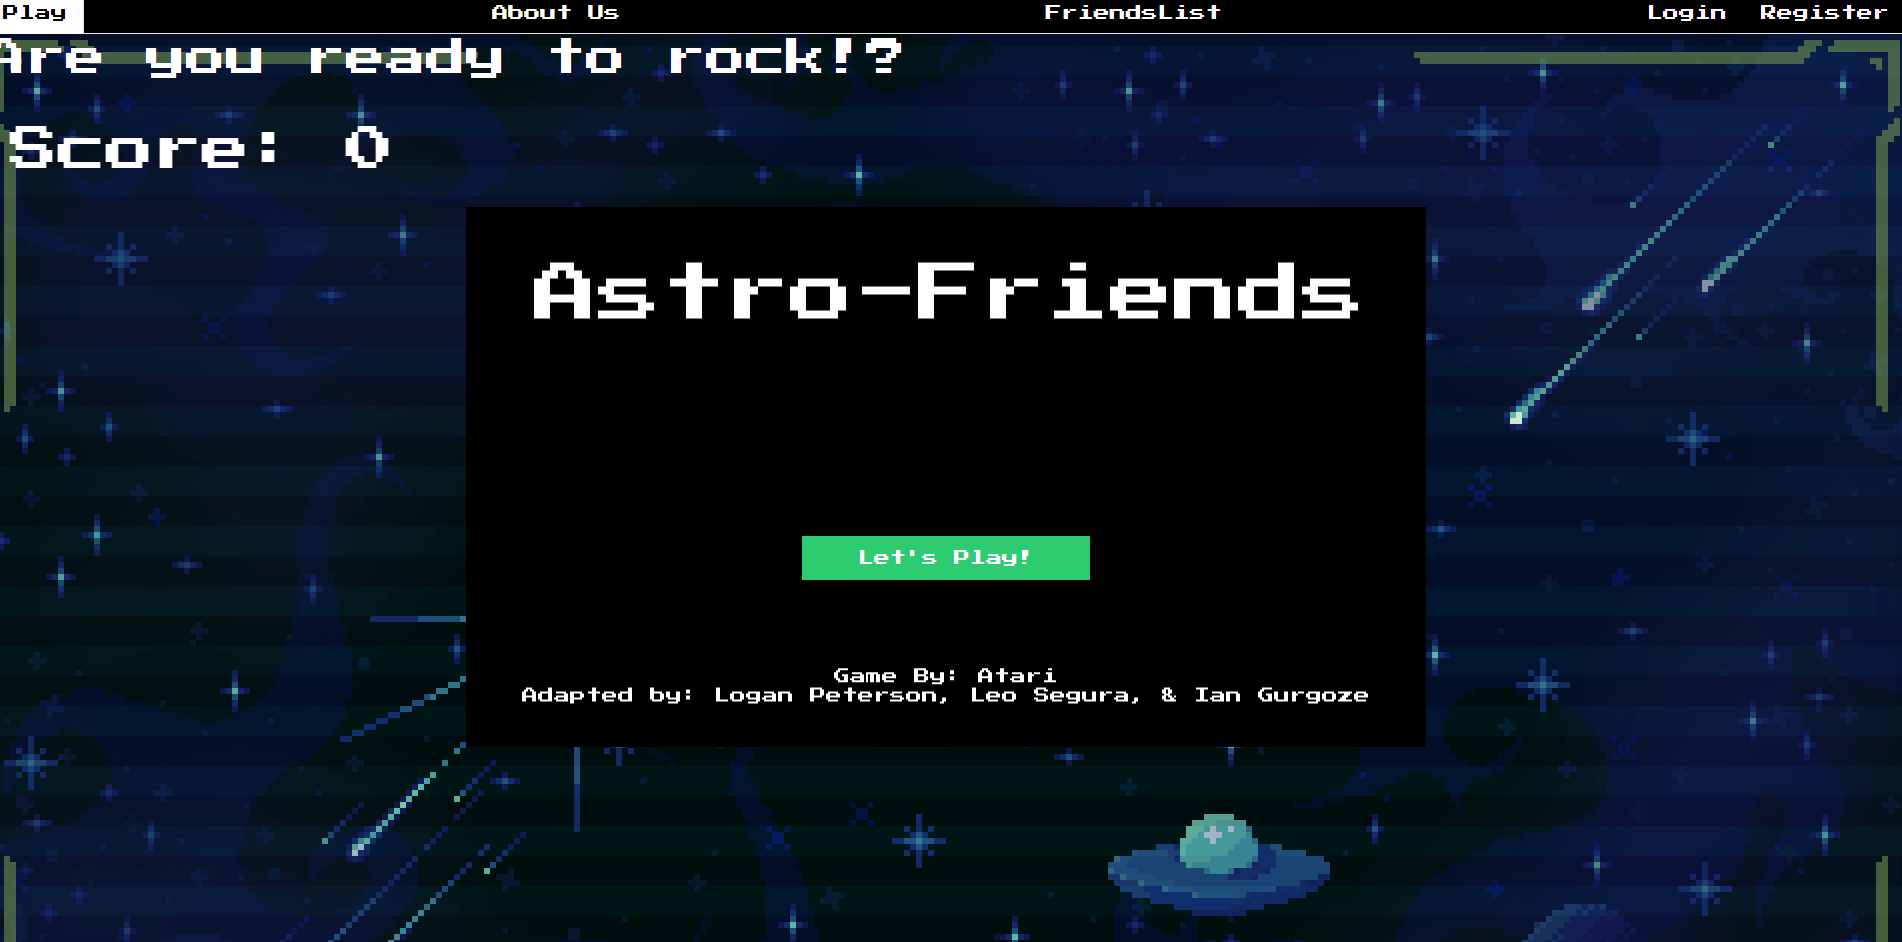 Play About Us FriendsList Login Register
Are you ready to rock!?
Score: 0
Astro-Friends
Let's Play!
Game By: Atari
Adapted by: Logan Peterson, Leo Segura, & Ian Gurgoze